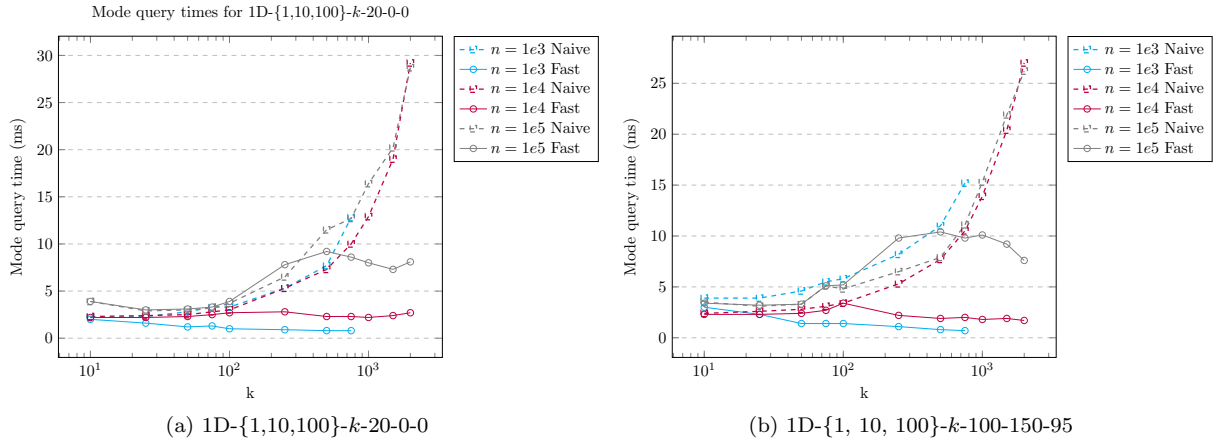 Mode query times for 1D-{1,10,100}-k-20-0-0
30
25
20
15
10
5
0
Mode query time (ms)
10^1
10^2
10^3
k
n = 1e3 Naive
n = 1e3 Fast
n = 1e4 Naive
n = 1e4 Fast
n = 1e5 Naive
n = 1e5 Fast
(a) 1D-{1,10,100}-k-20-0-0
25
20
15
10
5
0
Mode query time (ms)
10^1
10^2
10^3
k
n = 1e3 Naive
n = 1e3 Fast
n = 1e4 Naive
n = 1e4 Fast
n = 1e5 Naive
n = 1e5 Fast
(b) 1D-{1, 10, 100}-k-100-150-95